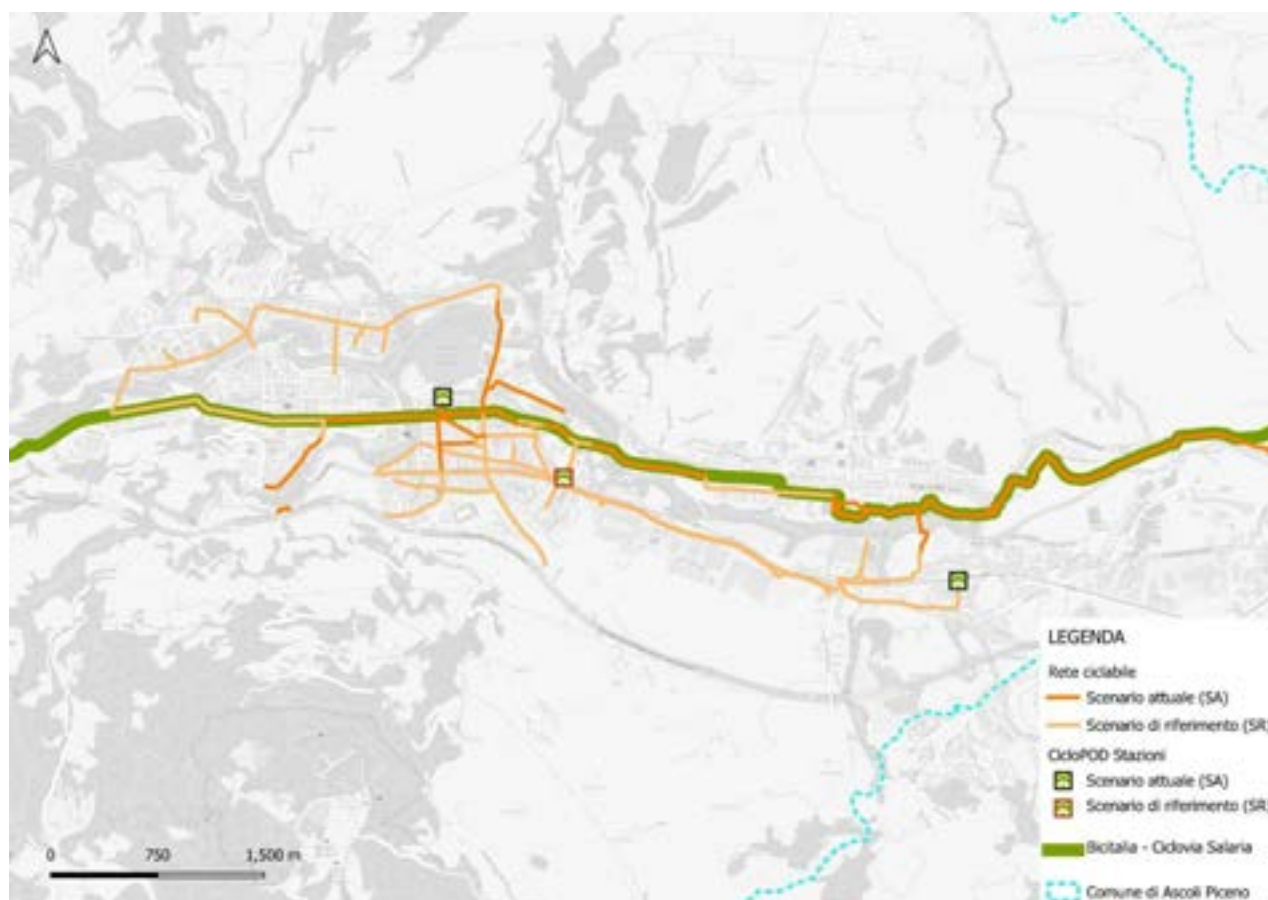 LEGENDA
Rete ciclabile
Scenario attuale (SA)
Scenario di riferimento (SR)
CicloPOD Stazioni
Scenario attuale (SA)
Scenario di riferimento (SR)
Bicitalia - Ciclovia Salaria
Comune di Ascoli Piceno
0 750 1,500 m